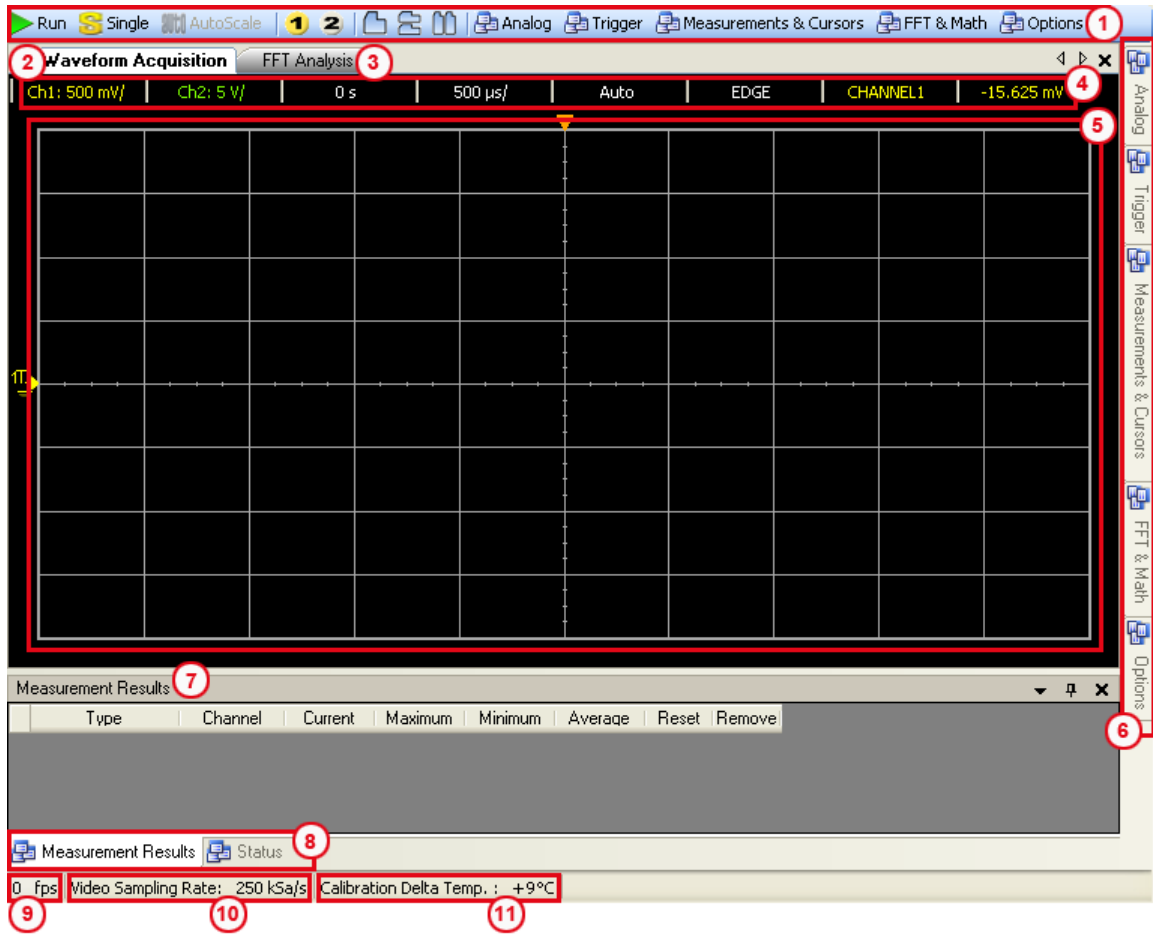 Run Single AutoScale 1 2 Analog Trigger Measurements & Cursors FFT & Math Options 1
2 Waveform Acquisition FFT Analysis 3
Ch1: 500 mV/ Ch2: 5 V/ 0 s 500 µs/ Auto EDGE CHANNEL1 -15.625 mV 4
5
1
Analog
Trigger
Measurements & Cursors
FFT & Math
Options
6
Measurement Results 7
Type Channel Current Maximum Minimum Average Reset Remove
Measurement Results Status 8
0 fps Video Sampling Rate: 250 kSa/s Calibration Delta Temp. : +9°C
9 10 11